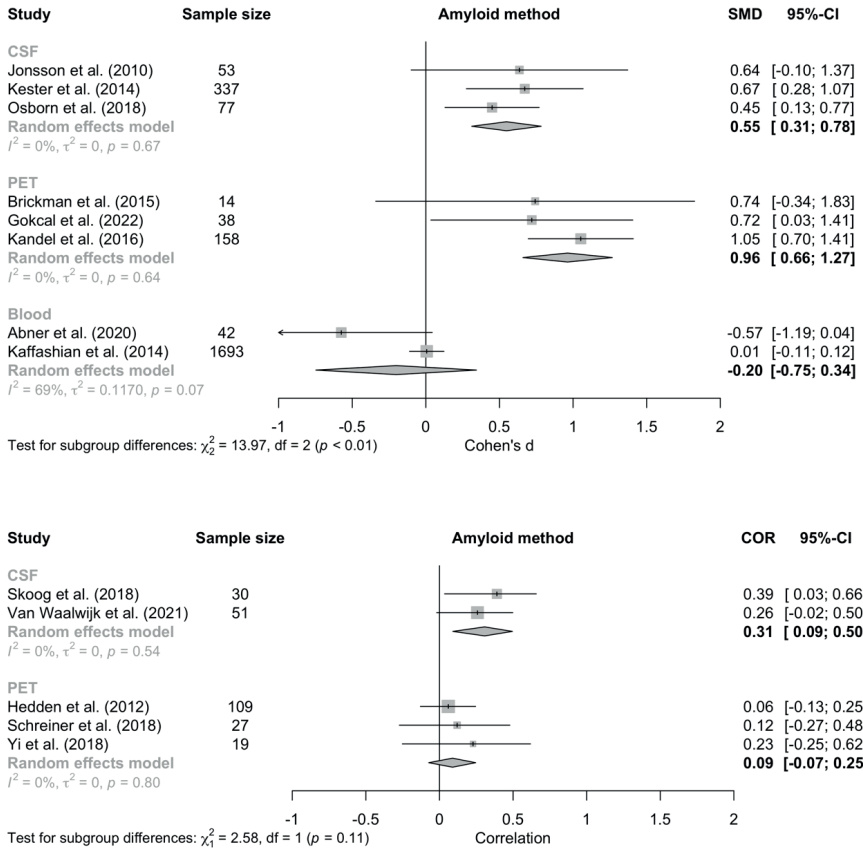 Study Sample size Amyloid method SMD 95%-CI
CSF
Jonsson et al. (2010) 53 0.64 [-0.10; 1.37]
Kester et al. (2014) 337 0.67 [ 0.28; 1.07]
Osborn et al. (2018) 77 0.45 [ 0.13; 0.77]
Random effects model 0.55 [ 0.31; 0.78]
I² = 0%, τ² = 0, p = 0.67
PET
Brickman et al. (2015) 14 0.74 [-0.34; 1.83]
Gokcal et al. (2022) 38 0.72 [ 0.03; 1.41]
Kandel et al. (2016) 158 1.05 [ 0.70; 1.41]
Random effects model 0.96 [ 0.66; 1.27]
I² = 0%, τ² = 0, p = 0.64
Blood
Abner et al. (2020) 42 -0.57 [-1.19; 0.04]
Kaffashian et al. (2014) 1693 0.01 [-0.11; 0.12]
Random effects model -0.20 [-0.75; 0.34]
I² = 69%, τ² = 0.1170, p = 0.07
-1 -0.5 0 0.5 1 1.5 2
Test for subgroup differences: χ²₂ = 13.97, df = 2 (p < 0.01) Cohen's d
Study Sample size Amyloid method COR 95%-CI
CSF
Skoog et al. (2018) 30 0.39 [ 0.03; 0.66
Van Waalwijk et al. (2021) 51 0.26 [-0.02; 0.50
Random effects model 0.31 [ 0.09; 0.50
I² = 0%, τ² = 0, p = 0.54
PET
Hedden et al. (2012) 109 0.06 [-0.13; 0.25
Schreiner et al. (2018) 27 0.12 [-0.27; 0.48
Yi et al. (2018) 19 0.23 [-0.25; 0.62
Random effects model 0.09 [-0.07; 0.25
I² = 0%, τ² = 0, p = 0.80
-1 -0.5 0 0.5 1 1.5 2
Test for subgroup differences: χ²₁ = 2.58, df = 1 (p = 0.11) Correlation